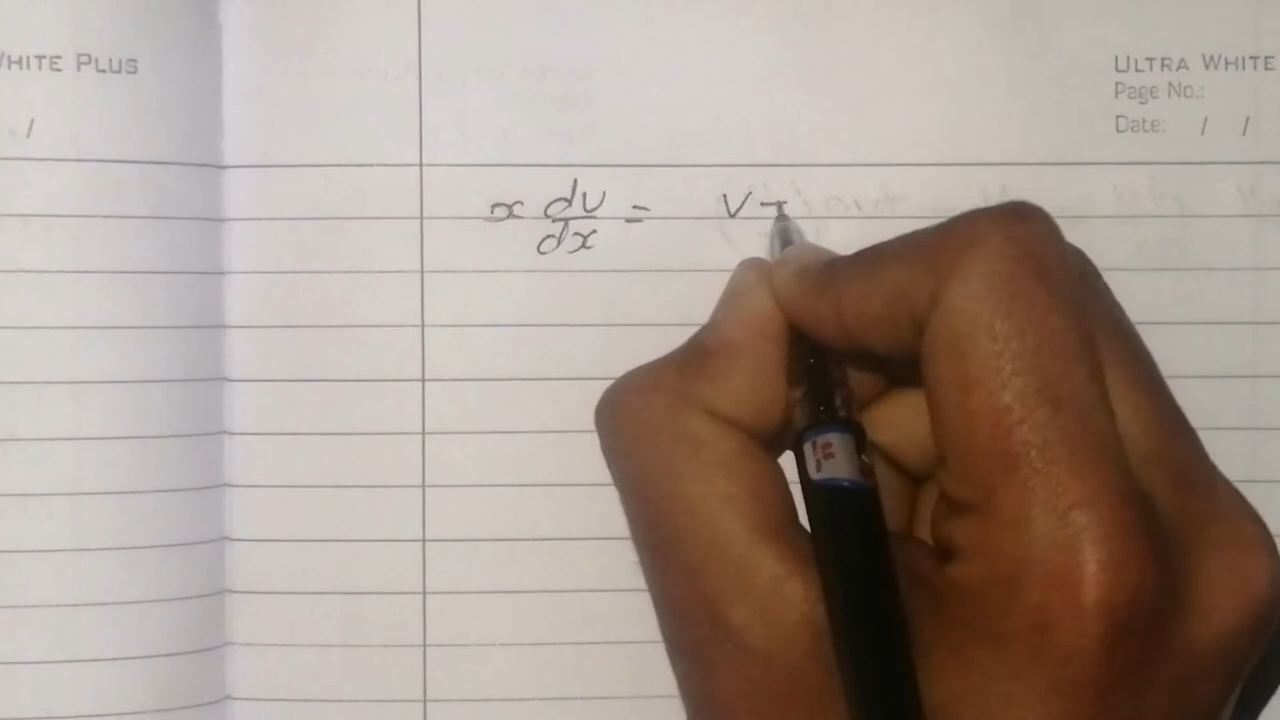 WHITE PLUS
/
ULTRA WHITE
Page No.:
Date: / /
x dv/dx = v +